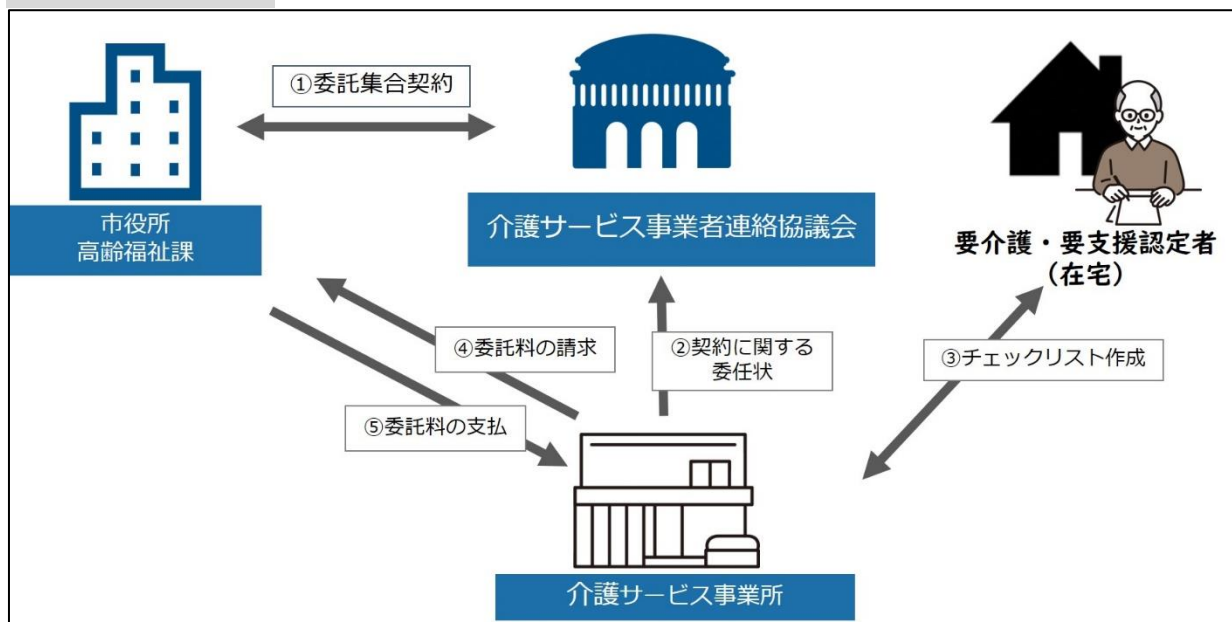 ①委託集合契約
市役所
高齢福祉課
介護サービス事業者連絡協議会
要介護・要支援認定者
（在宅）
④委託料の請求
②契約に関する
委任状
③チェックリスト作成
⑤委託料の支払
介護サービス事業所